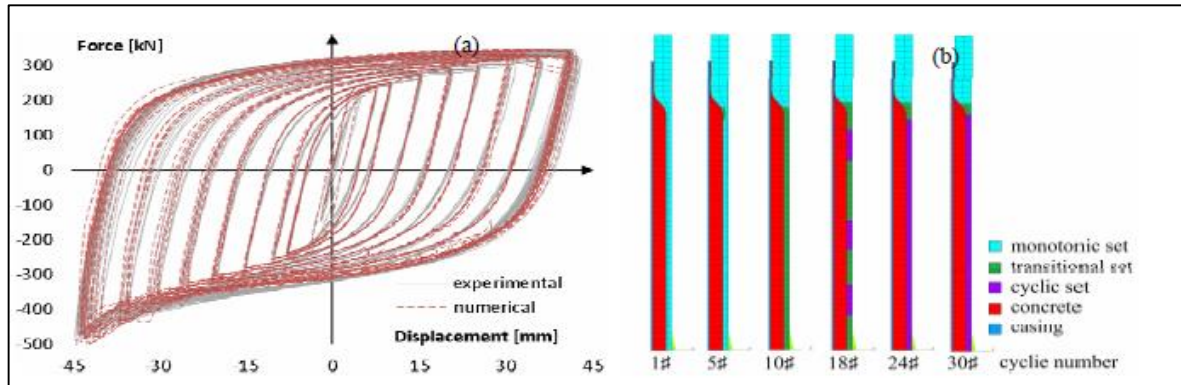 Force [kN]
(a)
300
200
100
0
-100
-200
-300
-400
-500
experimental
numerical
Displacement [mm]
45 30 15 0 15 30 45
(b)
monotonic set
transitional set
cyclic set
concrete
casing
1# 5# 10# 18# 24# 30# cyclic number